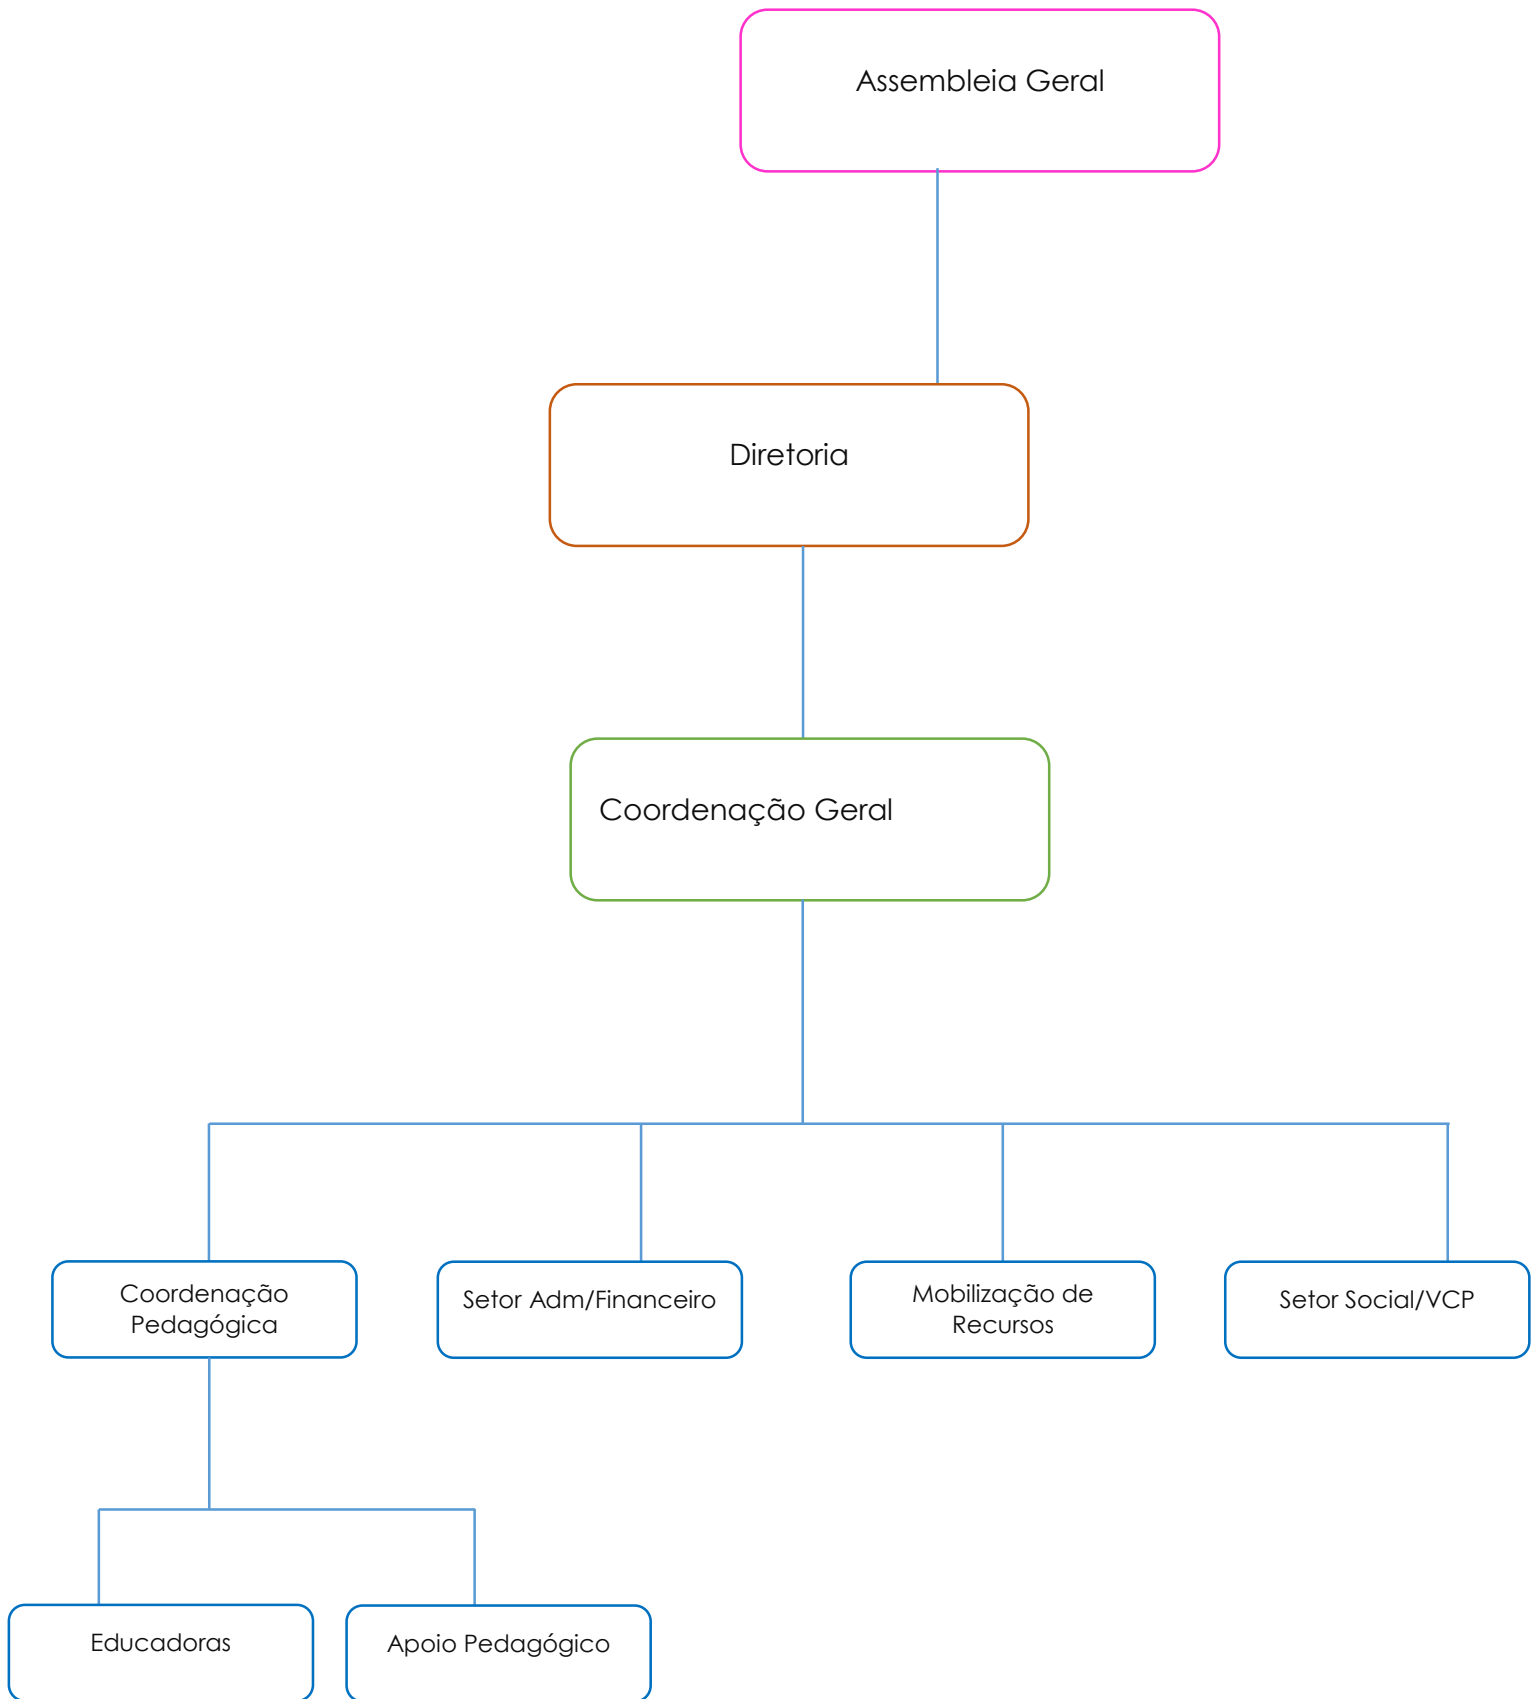 Assembleia Geral
Diretoria
Coordenação Geral
Coordenação
Pedagógica
Setor Adm/Financeiro
Mobilização de
Recursos
Setor Social/VCP
Educadoras
Apoio Pedagógico